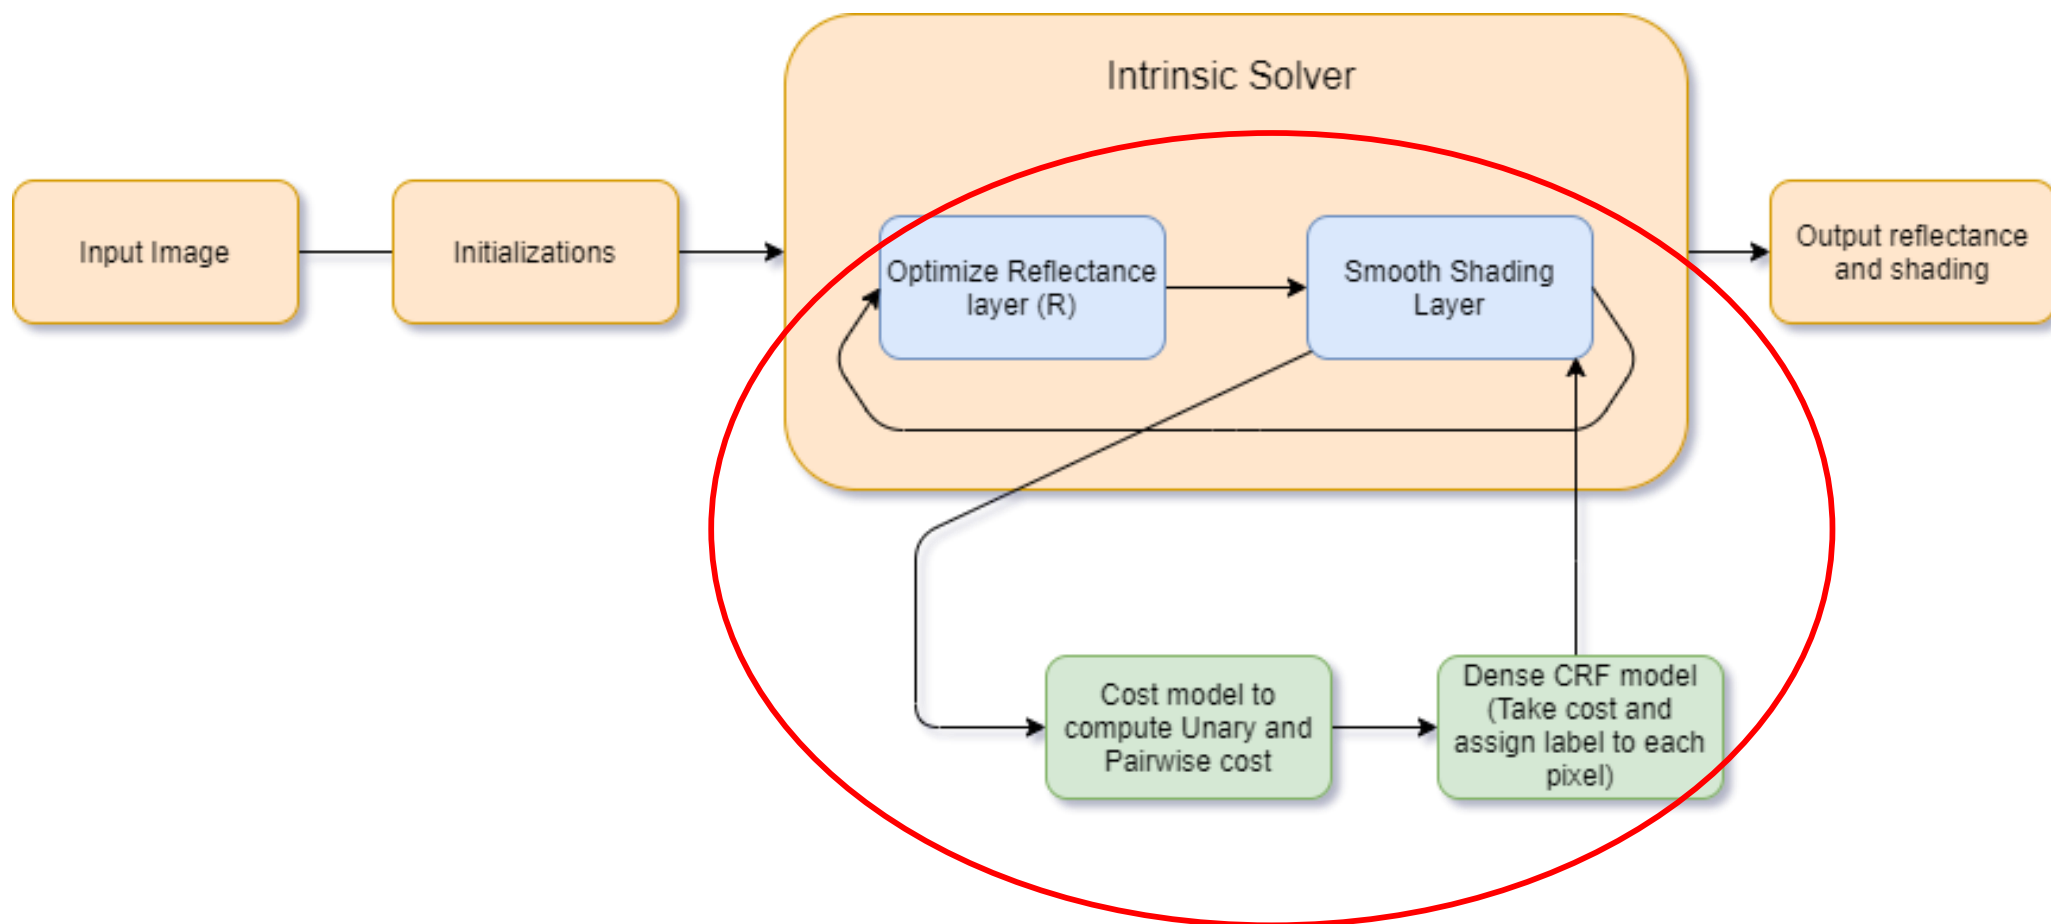 Intrinsic Solver
Input Image
Initializations
Optimize Reflectance
layer (R)
Smooth Shading
Layer
Output reflectance
and shading
Cost model to
compute Unary and
Pairwise cost
Dense CRF model
(Take cost and
assign label to each
pixel)